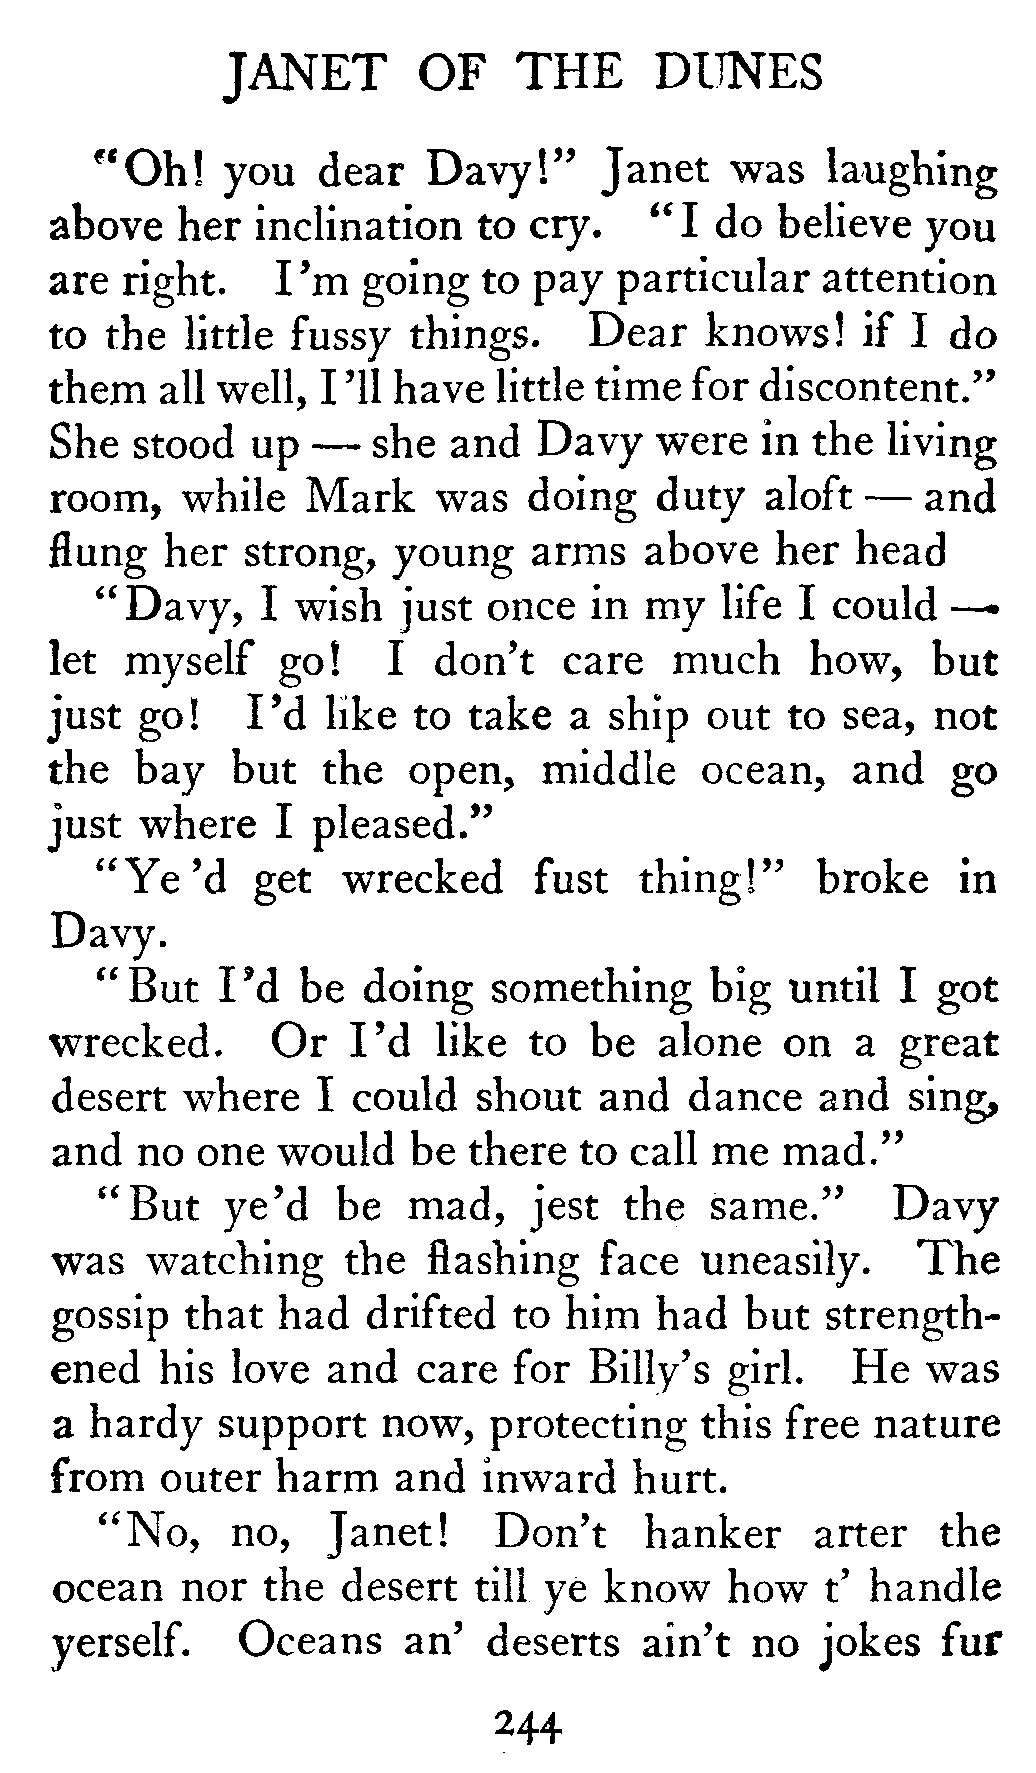 JANET OF THE DUNES
"Oh! you dear Davy!" Janet was laughing
above her inclination to cry. "I do believe you
are right. I'm going to pay particular attention
to the little fussy things. Dear knows! if I do
them all well, I'll have little time for discontent."
She stood up — she and Davy were in the living
room, while Mark was doing duty aloft — and
flung her strong, young arms above her head
"Davy, I wish just once in my life I could —
let myself go! I don't care much how, but
just go! I'd like to take a ship out to sea, not
the bay but the open, middle ocean, and go
just where I pleased."
"Ye'd get wrecked fust thing!" broke in
Davy.
"But I'd be doing something big until I got
wrecked. Or I'd like to be alone on a great
desert where I could shout and dance and sing,
and no one would be there to call me mad."
"But ye'd be mad, jest the same." Davy
was watching the flashing face uneasily. The
gossip that had drifted to him had but strength-
ened his love and care for Billy's girl. He was
a hardy support now, protecting this free nature
from outer harm and inward hurt.
"No, no, Janet! Don't hanker arter the
ocean nor the desert till ye know how t' handle
yerself. Oceans an' deserts ain't no jokes fur
244